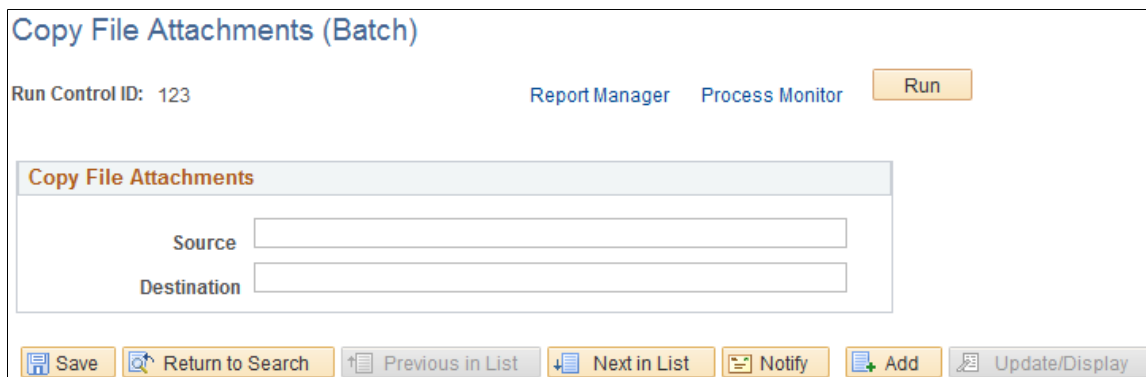 Copy File Attachments (Batch)
Run Control ID: 123 Report Manager Process Monitor Run
Copy File Attachments
Source
Destination
Save Return to Search Previous in List Next in List Notify Add Update/Display